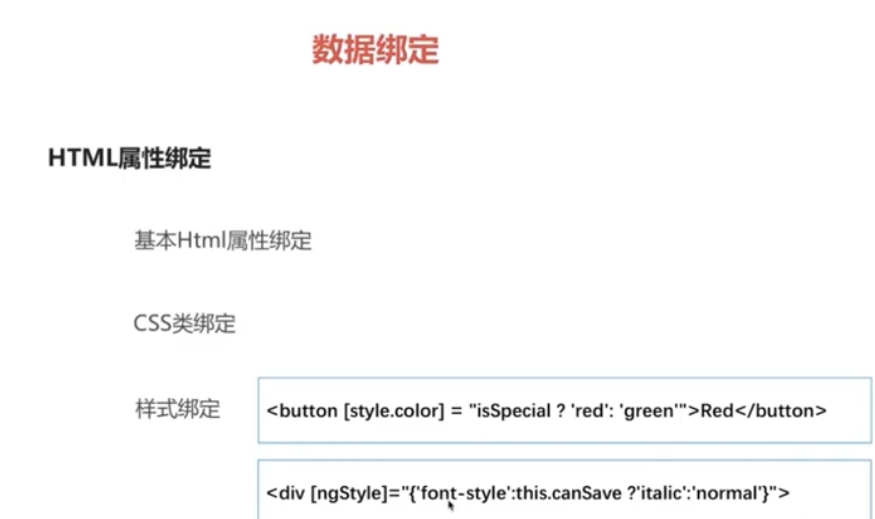 数据绑定
HTML属性绑定
基本Html属性绑定
CSS类绑定
样式绑定
<button [style.color] = "isSpecial ? 'red': 'green'">Red</button>
<div [ngStyle]="{'font-style':this.canSave ?'italic':'normal'}">